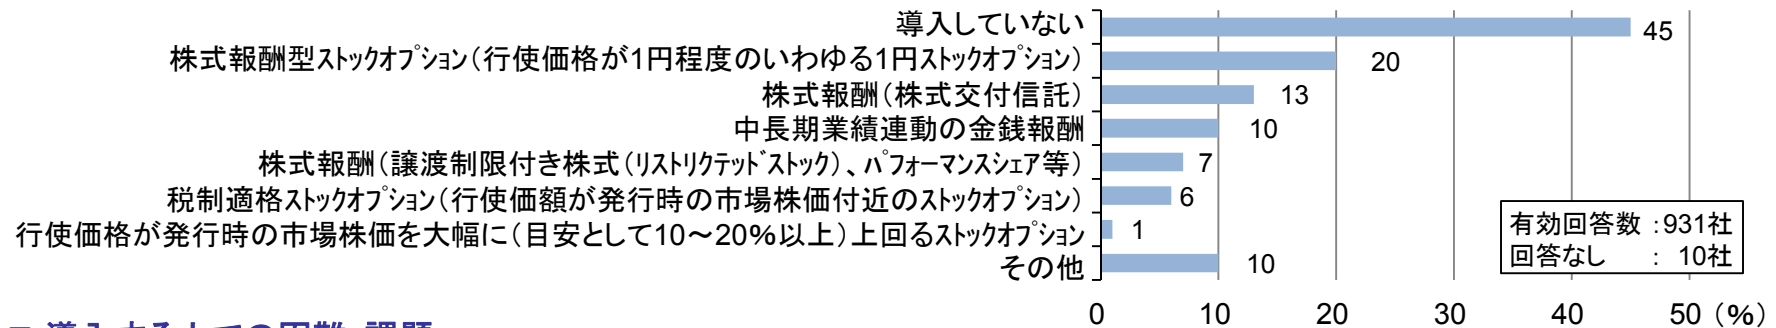 導入していない
45
株式報酬型ストックオプション(行使価格が1円程度のいわゆる1円ストックオプション)
20
株式報酬(株式交付信託)
13
中長期業績連動の金銭報酬
10
株式報酬(譲渡制限付き株式(リストリクテッドストック)、パフォーマンスシェア等)
7
税制適格ストックオプション(行使価額が発行時の市場株価付近のストックオプション)
6
行使価格が発行時の市場株価を大幅に(目安として10~20%以上)上回るストックオプション
1
その他
10
有効回答数 :931社
回答なし : 10社
0 10 20 30 40 50 (%)